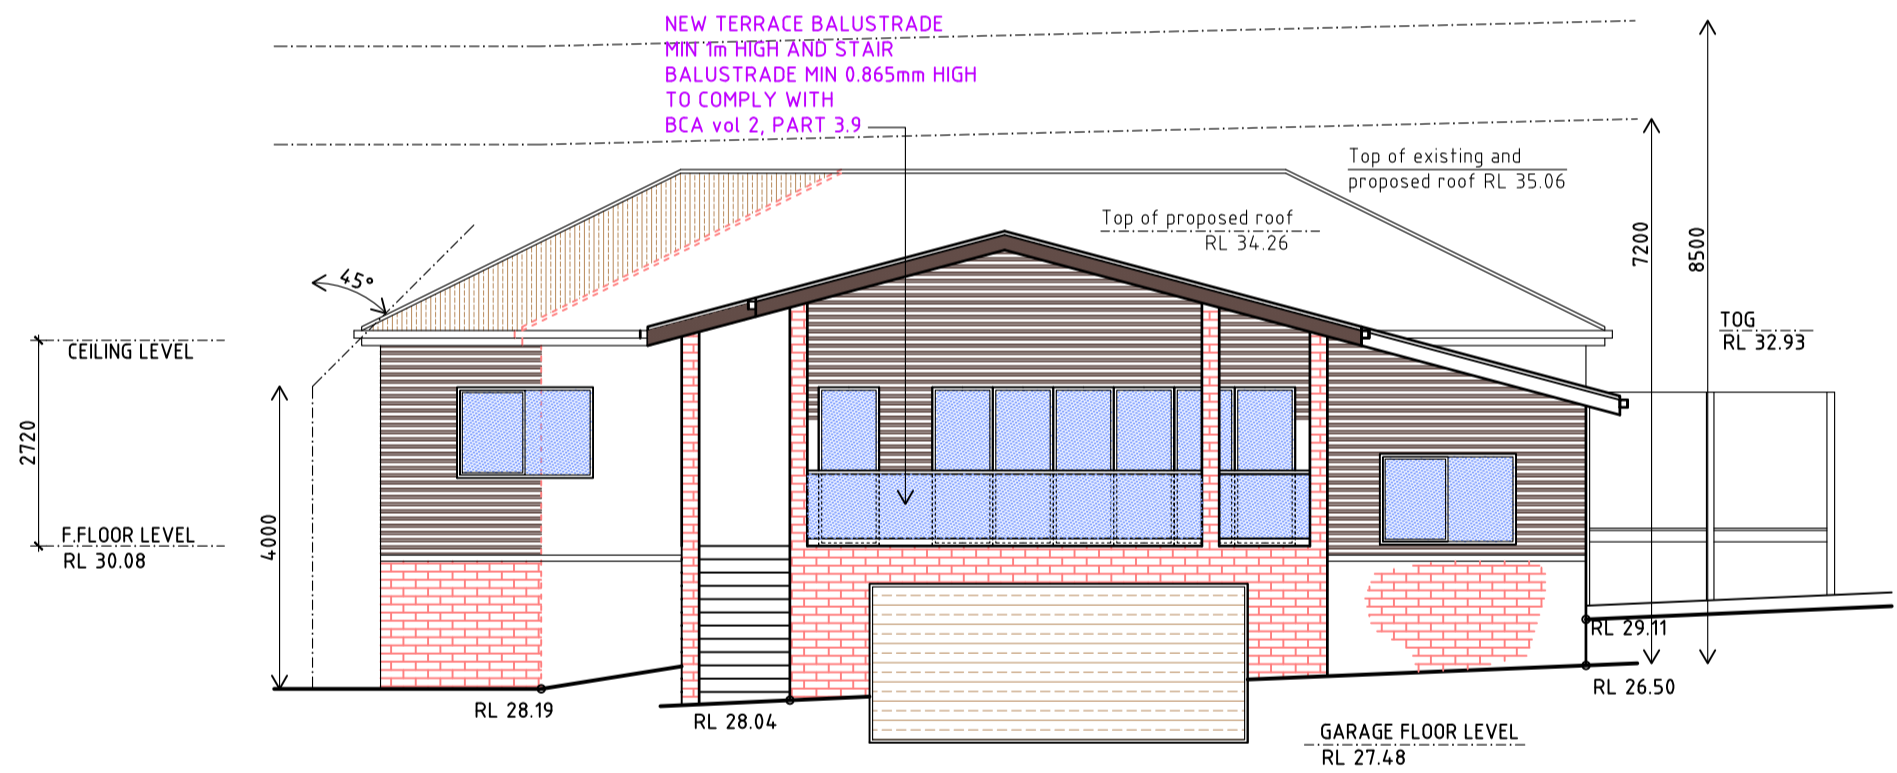 NEW TERRACE BALUSTRADE
MIN 1m HIGH AND STAIR
BALUSTRADE MIN 0.865mm HIGH
TO COMPLY WITH
BCA vol 2, PART 3.9
Top of existing and
proposed roof RL 35.06
Top of proposed roof
RL 34.26
45°
7200
8500
TOG
RL 32.93
CEILING LEVEL
2720
4000
F.FLOOR LEVEL
RL 30.08
RL 28.19
RL 28.04
RL 29.11
RL 26.50
GARAGE FLOOR LEVEL
RL 27.48